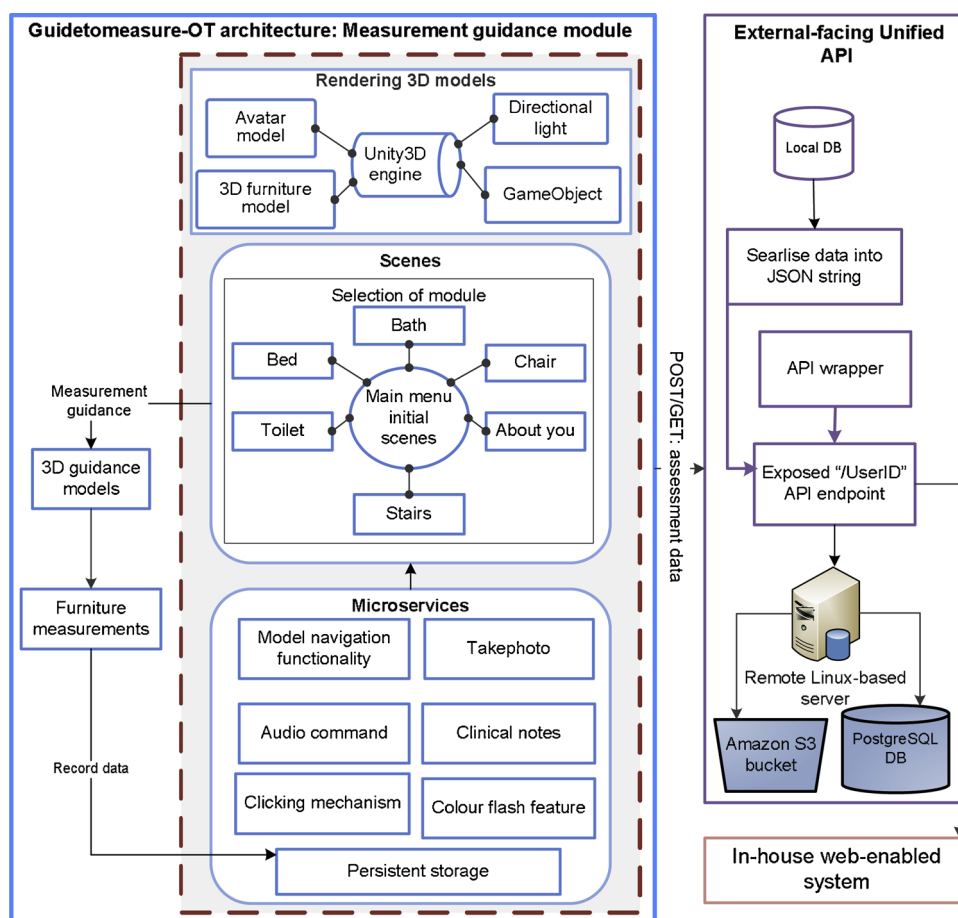 Guidetomeasure-OT architecture: Measurement guidance module
Rendering 3D models
Avatar
model
Directional
light
Unity3D
engine
3D furniture
model
GameObject
Scenes
Selection of module
Bath
Bed
Chair
Main menu
initial
scenes
Toilet
About you
Stairs
Measurement
guidance
3D guidance
models
Furniture
measurements
Record data
Microservices
Model navigation
functionality
Takephoto
Audio command
Clinical notes
Clicking mechanism
Colour flash feature
Persistent storage
POST/GET: assessment data
External-facing Unified
API
Local DB
Searlise data into
JSON string
API wrapper
Exposed “/UserID”
API endpoint
Remote Linux-based
server
Amazon S3
bucket
PostgreSQL
DB
In-house web-enabled
system